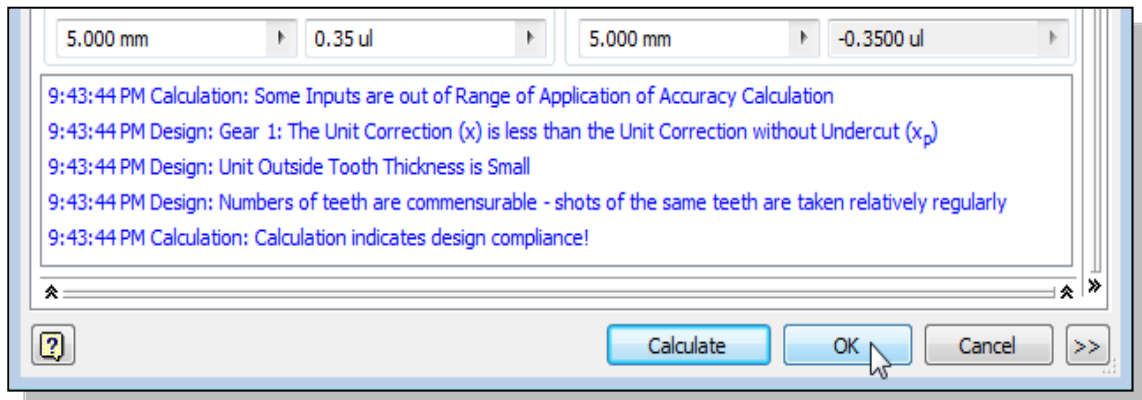 5.000 mm 0.35 ul 5.000 mm -0.3500 ul
9:43:44 PM Calculation: Some Inputs are out of Range of Application of Accuracy Calculation
9:43:44 PM Design: Gear 1: The Unit Correction (x) is less than the Unit Correction without Undercut (xp)
9:43:44 PM Design: Unit Outside Tooth Thickness is Small
9:43:44 PM Design: Numbers of teeth are commensurable - shots of the same teeth are taken relatively regularly
9:43:44 PM Calculation: Calculation indicates design compliance!
? Calculate OK Cancel >>